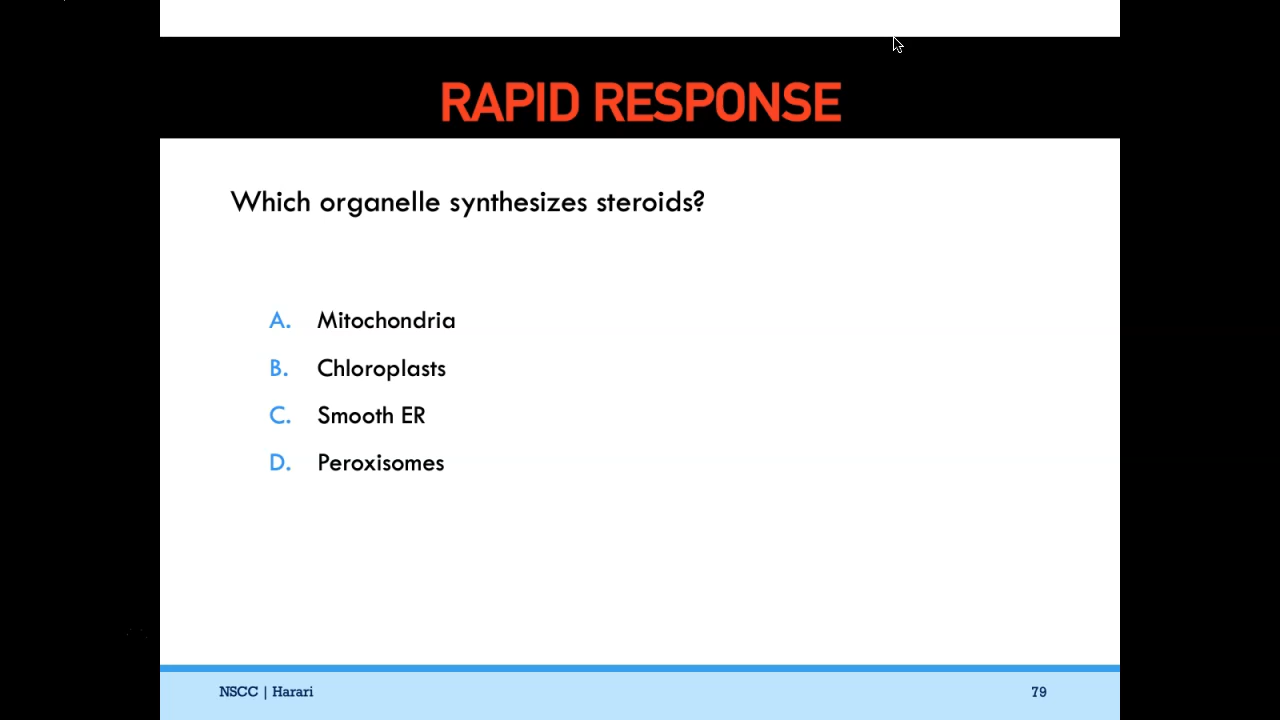 RAPID RESPONSE
Which organelle synthesizes steroids?
A. Mitochondria
B. Chloroplasts
C. Smooth ER
D. Peroxisomes
NSCC | Harari
79